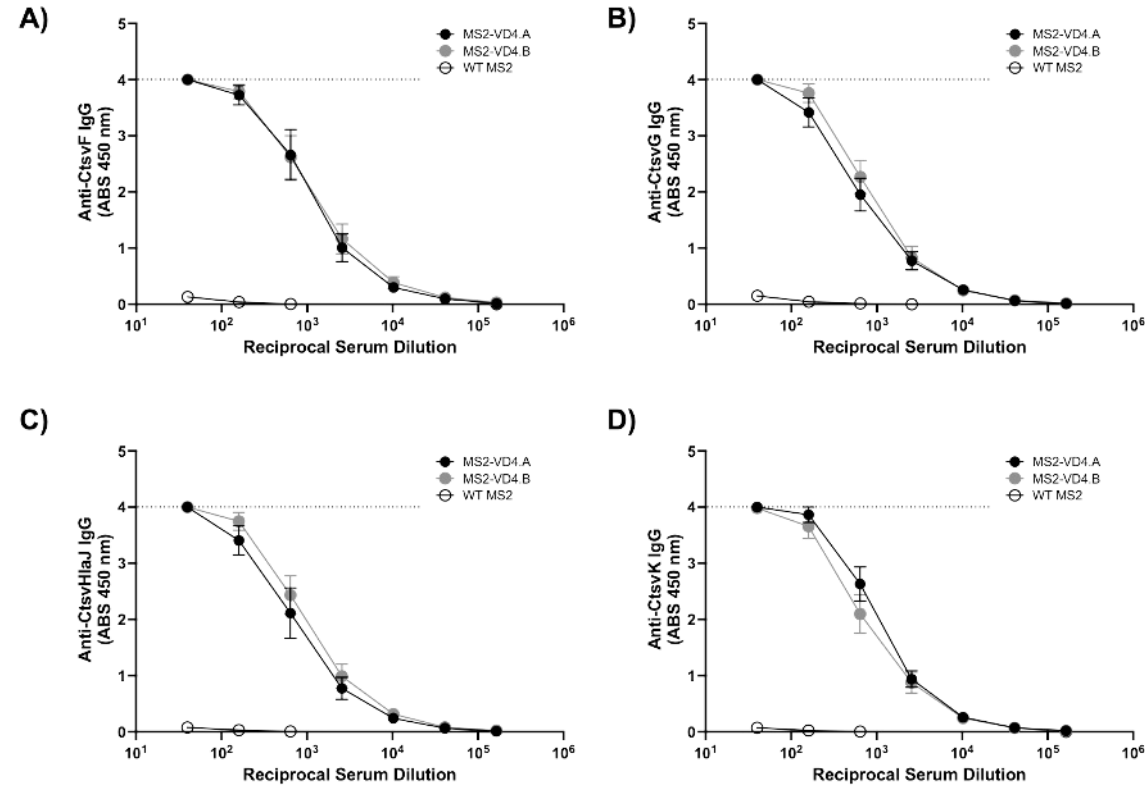 A)
5
4
3
2
1
0
Anti-CtsvF IgG
(ABS 450 nm)
MS2-VD4.A
MS2-VD4.B
WT MS2
10¹ 10² 10³ 10⁴ 10⁵ 10⁶
Reciprocal Serum Dilution
B)
5
4
3
2
1
0
Anti-CtsvG IgG
(ABS 450 nm)
MS2-VD4.A
MS2-VD4.B
WT MS2
10¹ 10² 10³ 10⁴ 10⁵ 10⁶
Reciprocal Serum Dilution
C)
5
4
3
2
1
0
Anti-CtsvHIaJ IgG
(ABS 450 nm)
MS2-VD4.A
MS2-VD4.B
WT MS2
10¹ 10² 10³ 10⁴ 10⁵ 10⁶
Reciprocal Serum Dilution
D)
5
4
3
2
1
0
Anti-CtsvK IgG
(ABS 450 nm)
MS2-VD4.A
MS2-VD4.B
WT MS2
10¹ 10² 10³ 10⁴ 10⁵ 10⁶
Reciprocal Serum Dilution